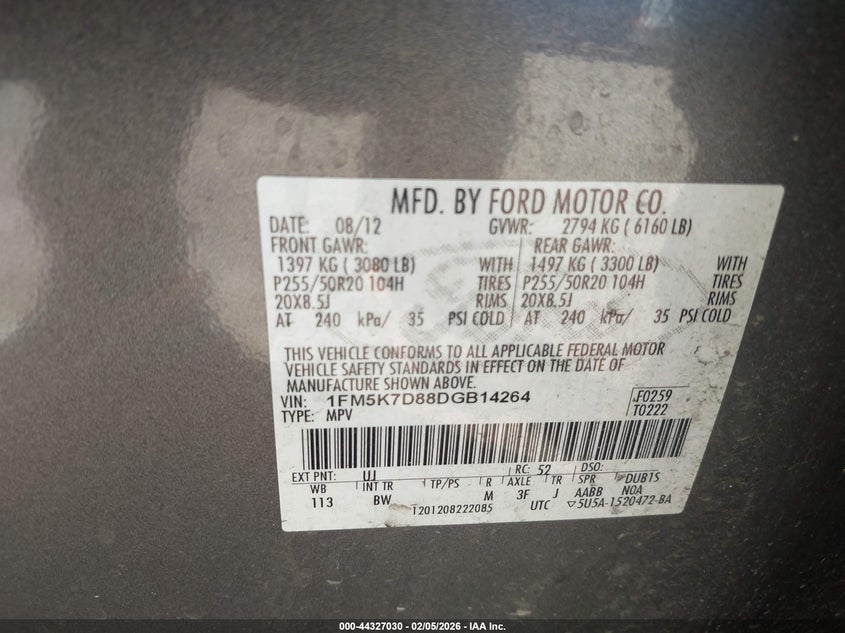 MFD. BY FORD MOTOR CO.
DATE: 08/12 GVWR: 2794 KG ( 6160 LB)
FRONT GAWR: REAR GAWR:
1397 KG ( 3080 LB) WITH 1497 KG ( 3300 LB) WITH
P255/50R20 104H TIRES P255/50R20 104H TIRES
20X8.5J RIMS 20X8.5J RIMS
AT 240 kPa/ 35 PSI COLD AT 240 kPa/ 35 PSI COLD
THIS VEHICLE CONFORMS TO ALL APPLICABLE FEDERAL MOTOR
VEHICLE SAFETY STANDARDS IN EFFECT ON THE DATE OF
MANUFACTURE SHOWN ABOVE.
VIN: 1FM5K7D88DGB14264 F0259
TYPE: MPV T0222
EXT PNT: UJ RC: 52 DSO:
WB INT TR TP/PS R AXLE TR SPR DUB1S
113 BW M 3F J AABB NOA
1201208222085 UTC ▽5U5A-1520472-BA
000-44327030 - 02/05/2026 - IAA Inc.